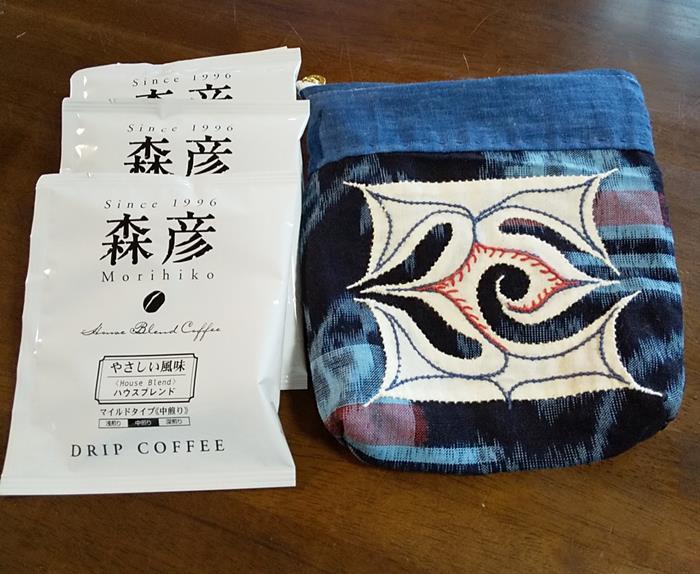 Since 1996
森彦
Since 1996
森彦
Since 1996
森彦
Morihiko
House Blend Coffee
やさしい風味
〈House Blend〉
ハウスブレンド
マイルドタイプ《中煎り》
浅煎り 中煎り 深煎り
DRIP COFFEE